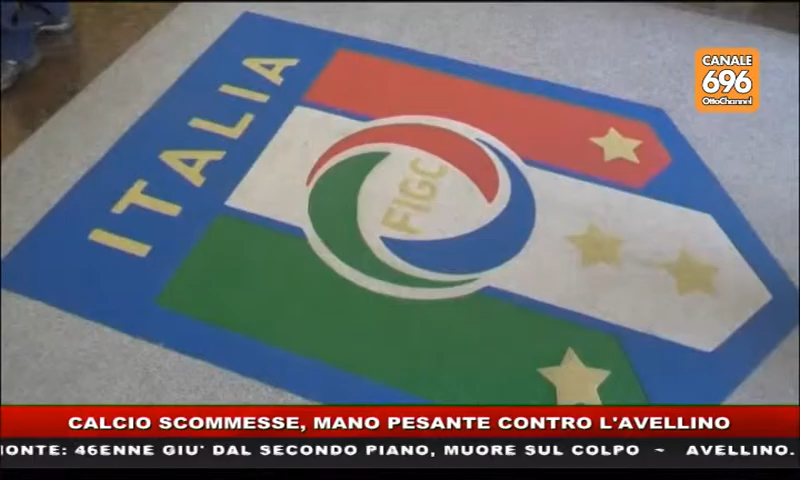 CANALE
696
OttoChannel
ITALIA
FIGC
CALCIO SCOMMESSE, MANO PESANTE CONTRO L'AVELLINO
IONTE: 46ENNE GIU' DAL SECONDO PIANO, MUORE SUL COLPO ~ AVELLINO.